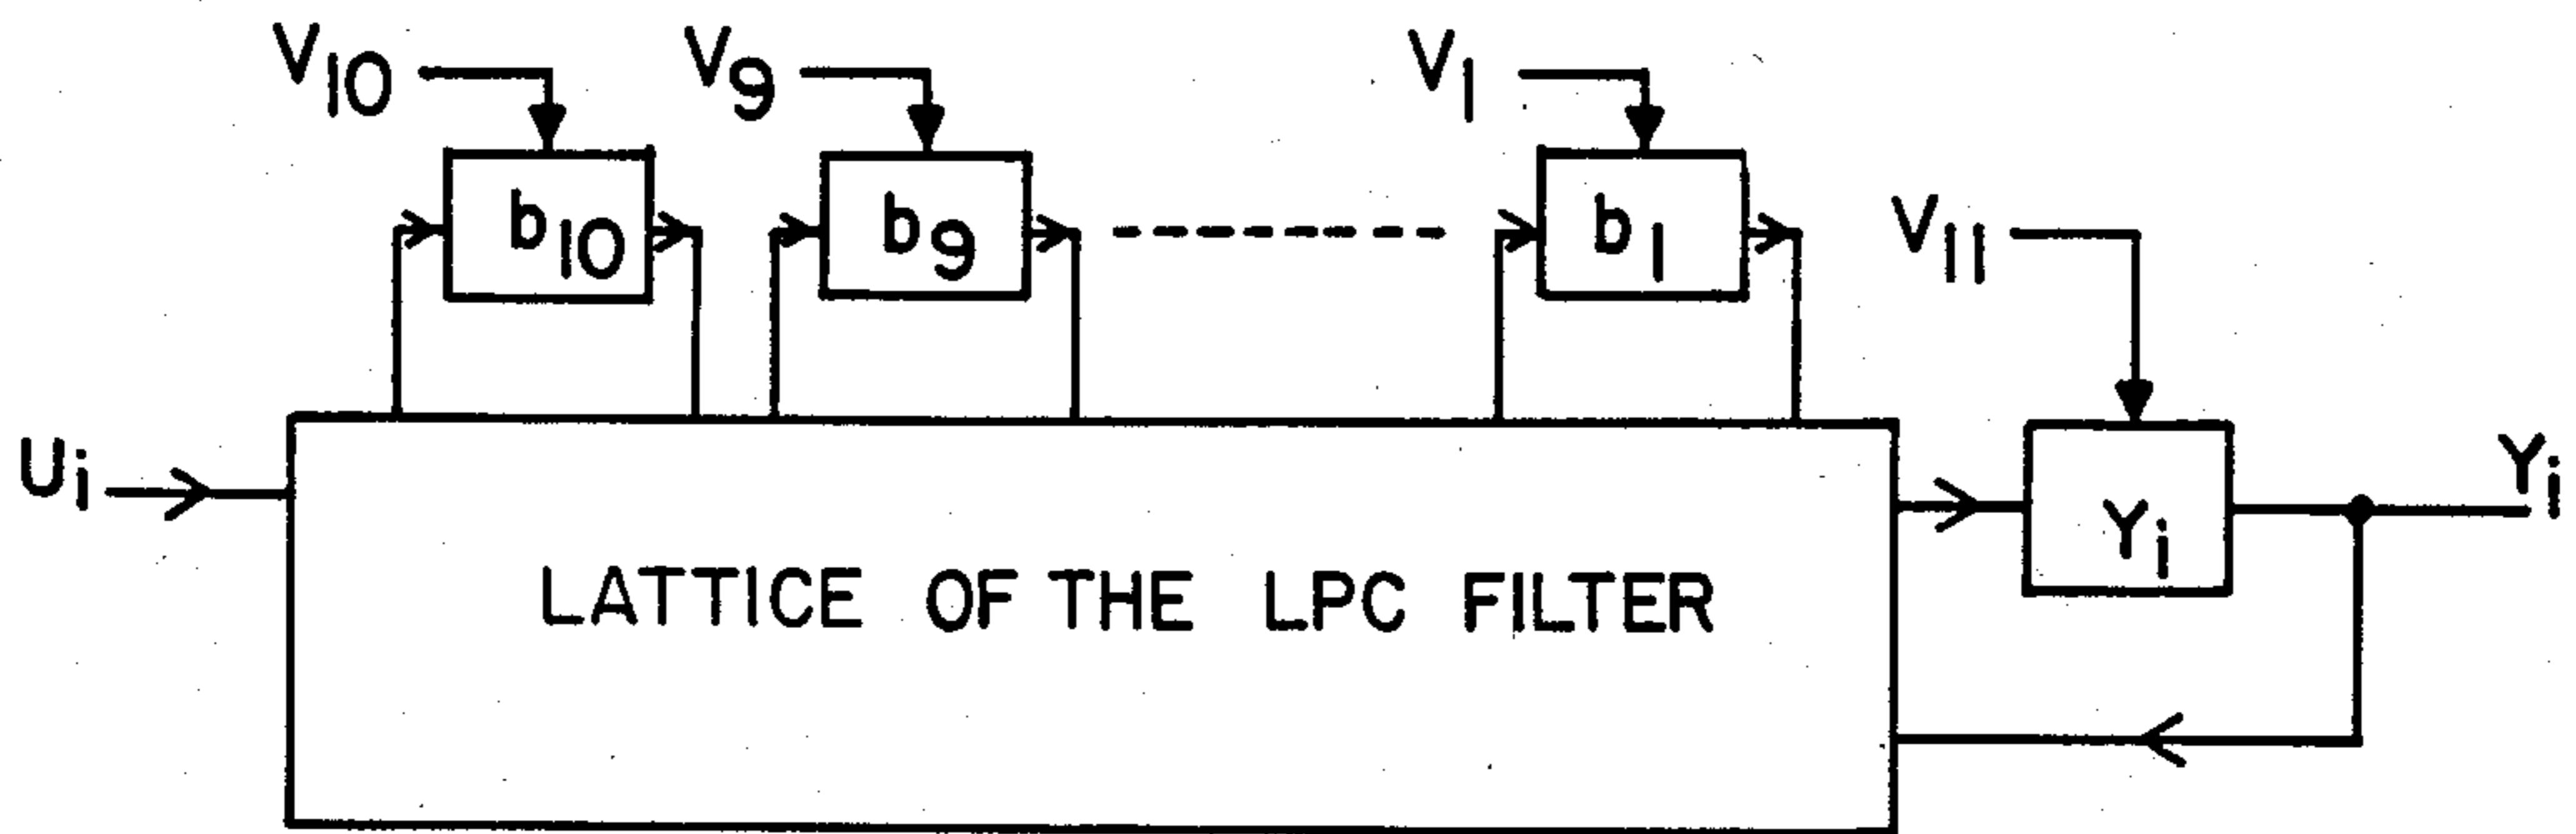 V10 V9 V1
b10 b9 b1 V11
Ui Yi Yi
LATTICE OF THE LPC FILTER